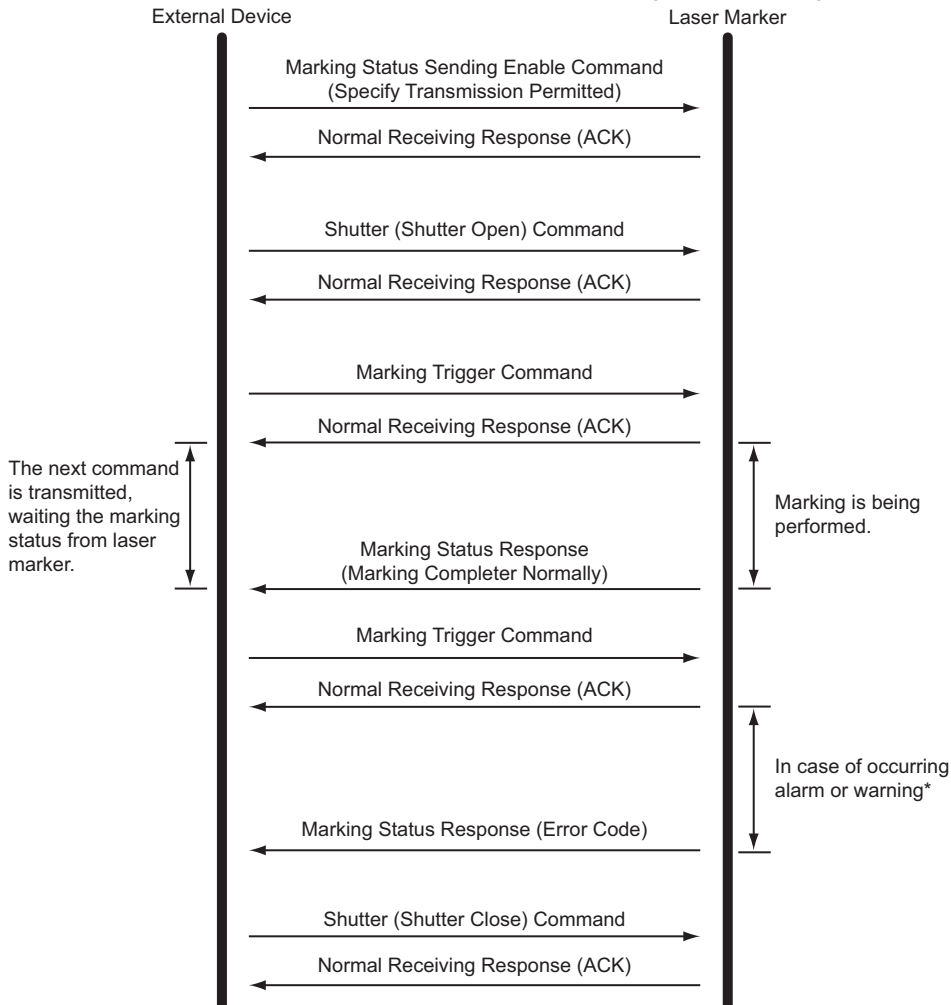 External Device
Laser Marker
Marking Status Sending Enable Command
(Specify Transmission Permitted)
Normal Receiving Response (ACK)
Shutter (Shutter Open) Command
Normal Receiving Response (ACK)
Marking Trigger Command
Normal Receiving Response (ACK)
The next command
is transmitted,
waiting the marking
status from laser
marker.
Marking is being
performed.
Marking Status Response
(Marking Completer Normally)
Marking Trigger Command
Normal Receiving Response (ACK)
In case of occurring
alarm or warning*
Marking Status Response (Error Code)
Shutter (Shutter Close) Command
Normal Receiving Response (ACK)